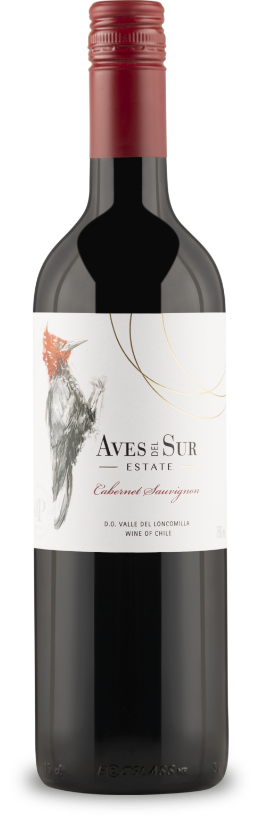 AVES DEL SUR
ESTATE
Cabernet Sauvignon
D.O. VALLE DEL LONCOMILLA
WINE OF CHILE